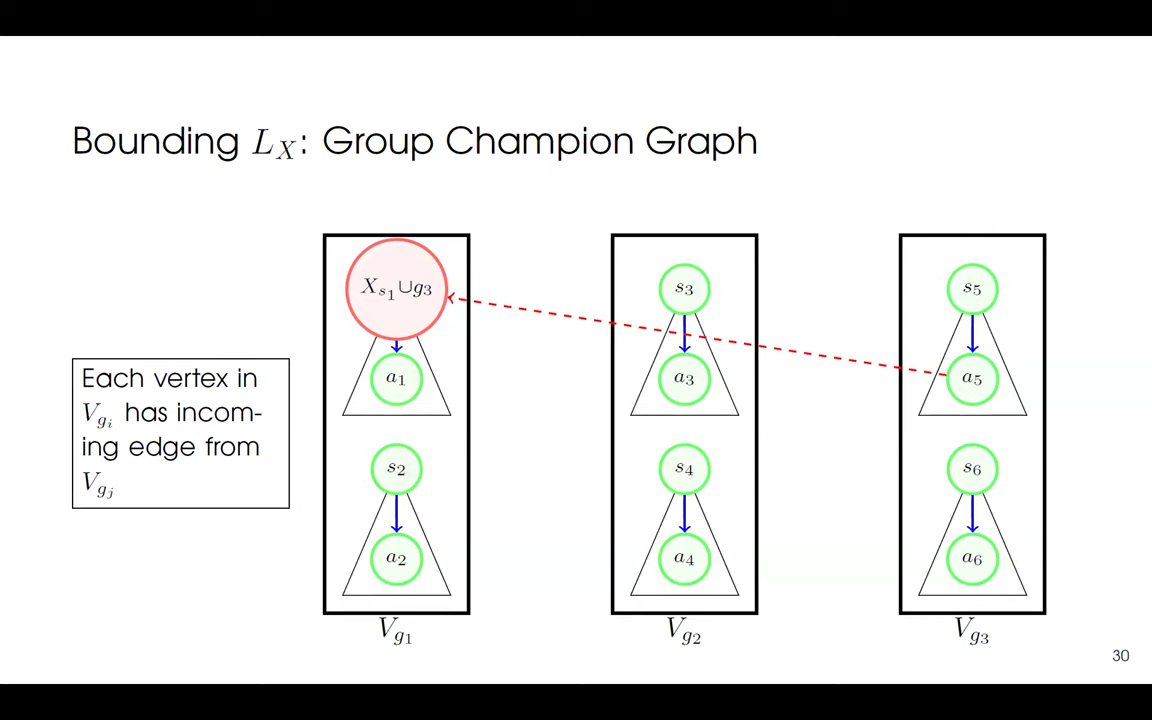 Bounding L_X: Group Champion Graph
X_{s_1} ∪ g_3
s_3
s_5
a_1
a_3
a_5
Each vertex in
V_{g_i} has incom-
ing edge from
V_{g_j}
s_2
s_4
s_6
a_2
a_4
a_6
V_{g_1}
V_{g_2}
V_{g_3}
30